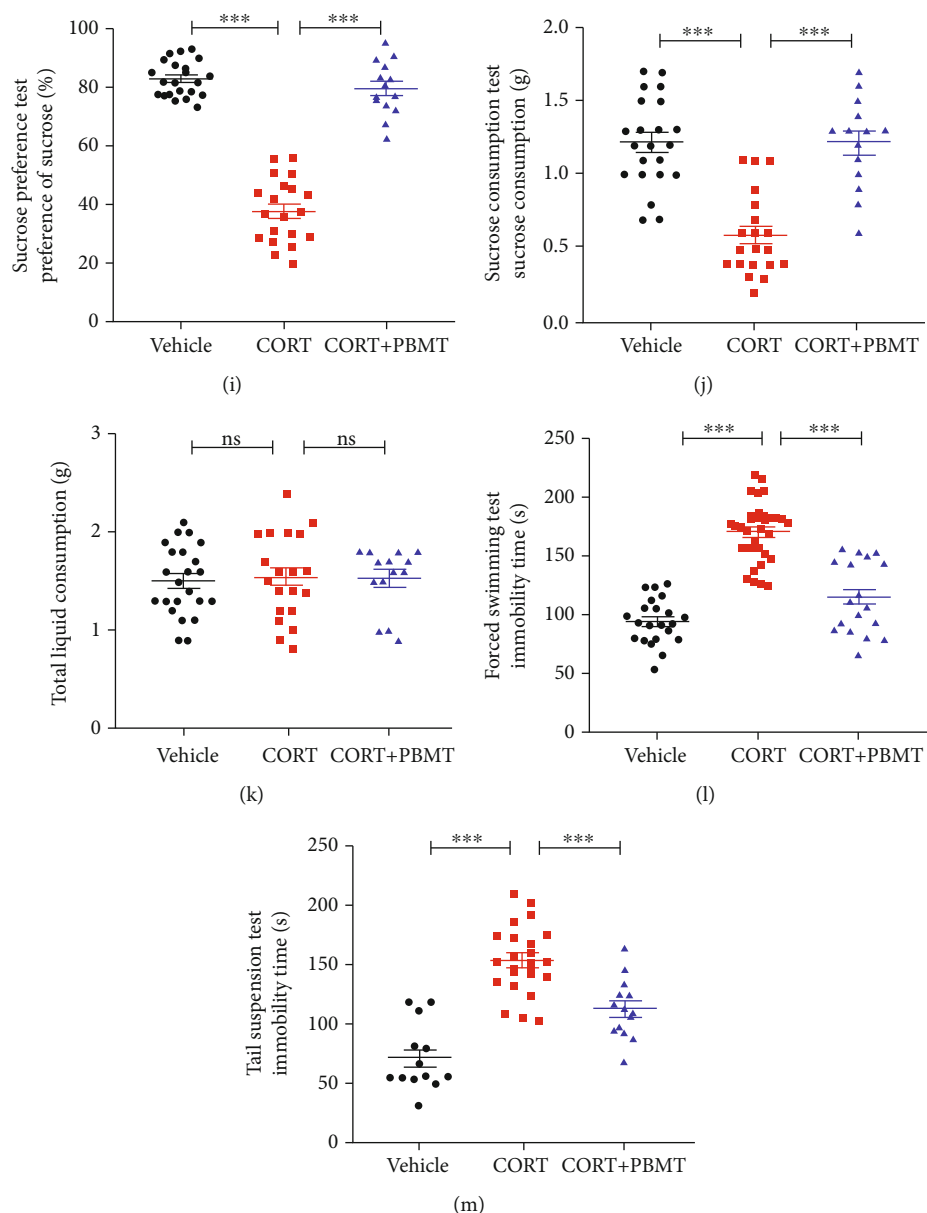 *** ***
Sucrose preference test
preference of sucrose (%)
100
80
60
40
20
0
Vehicle CORT CORT+PBMT
(i)
*** ***
Sucrose consumption test
sucrose consumption (g)
2.0
1.5
1.0
0.5
0.0
Vehicle CORT CORT+PBMT
(j)
ns ns
Total liquid consumption (g)
3
2
1
0
Vehicle CORT CORT+PBMT
(k)
*** ***
Forced swimming test
immobility time (s)
250
200
150
100
50
0
Vehicle CORT CORT+PBMT
(l)
*** ***
Tail suspension test
immobility time (s)
250
200
150
100
50
0
Vehicle CORT CORT+PBMT
(m)